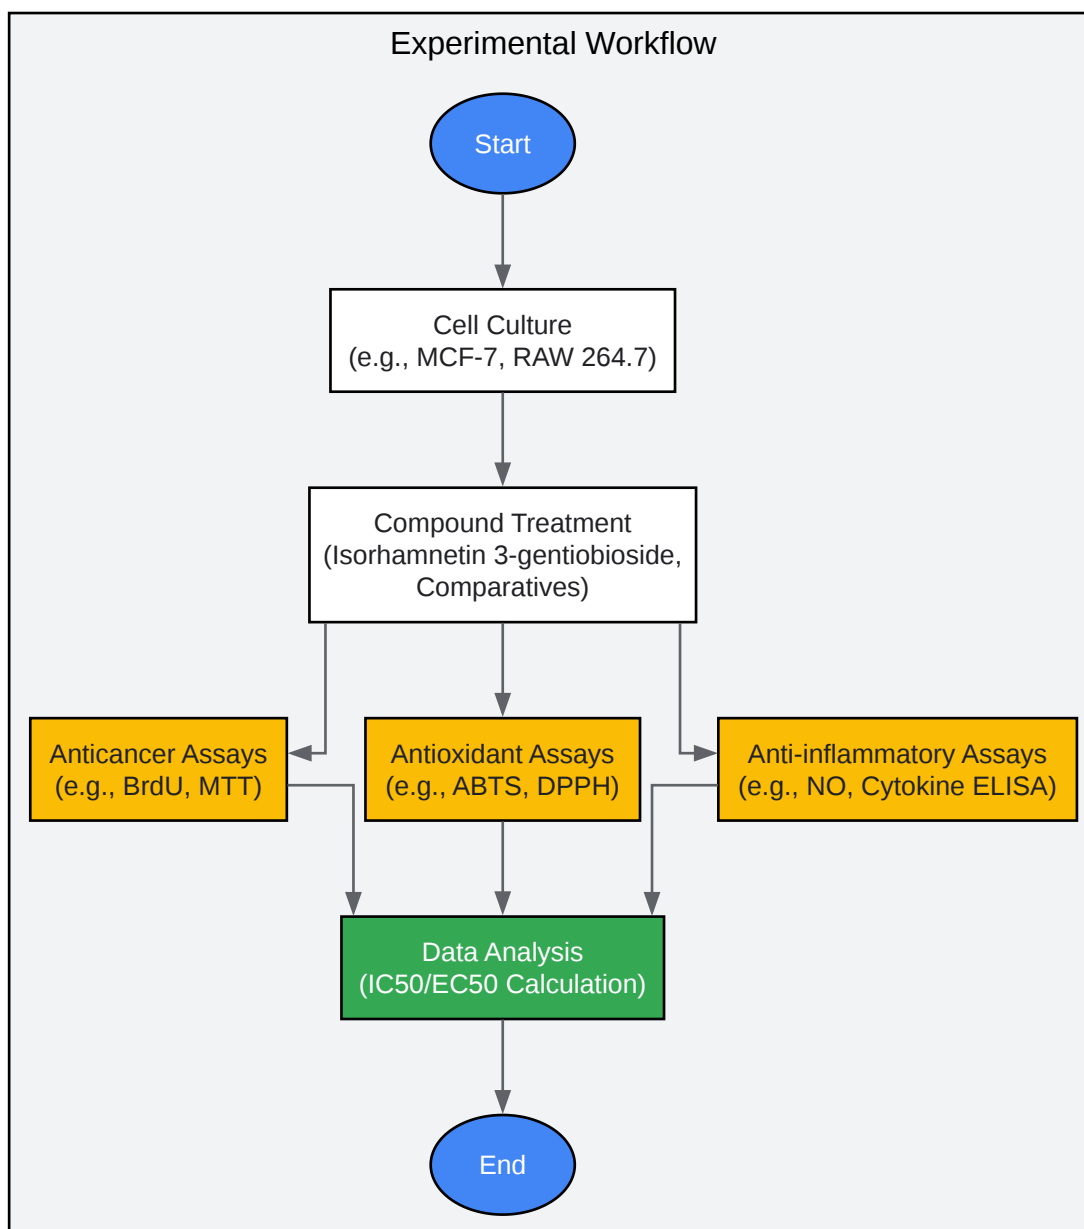 Experimental Workflow
Start
Cell Culture
(e.g., MCF-7, RAW 264.7)
Compound Treatment
(Isorhamnetin 3-gentiobioside,
Comparatives)
Anticancer Assays
(e.g., BrdU, MTT)
Antioxidant Assays
(e.g., ABTS, DPPH)
Anti-inflammatory Assays
(e.g., NO, Cytokine ELISA)
Data Analysis
(IC50/EC50 Calculation)
End